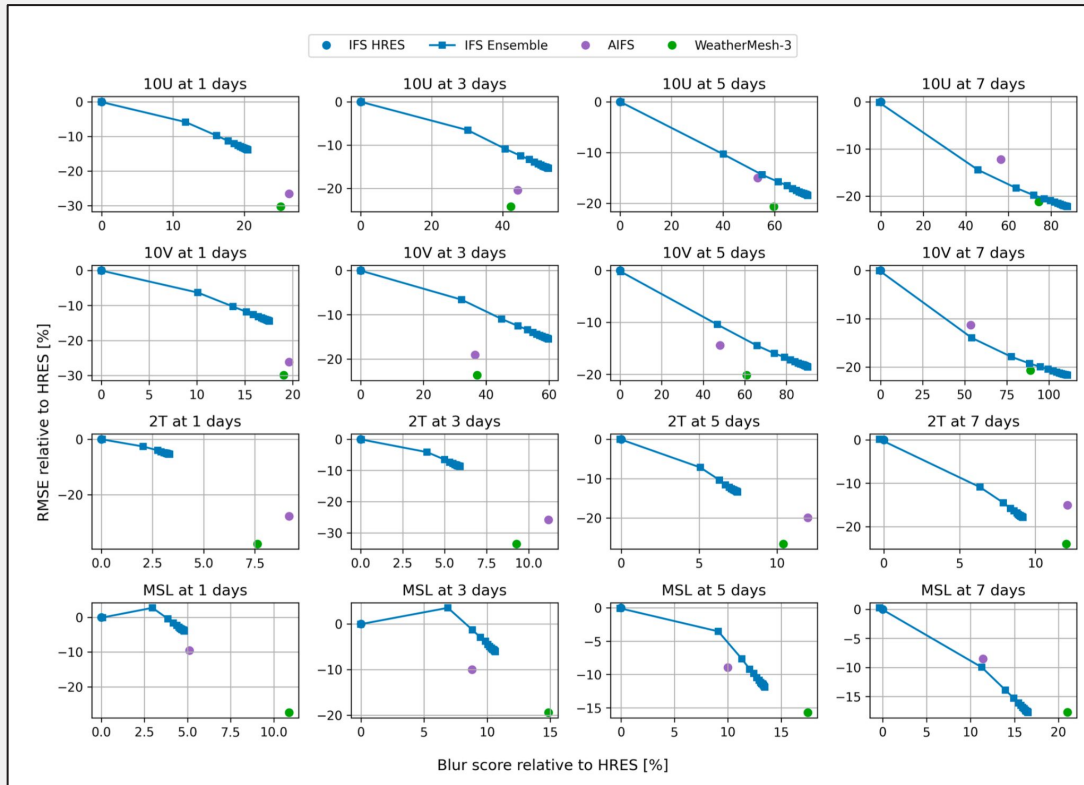 IFS HRES IFS Ensemble AIFS WeatherMesh-3
10U at 1 days 10U at 3 days 10U at 5 days 10U at 7 days
0 0 0 0
−10 −10 −10 −10
−20 −20 −20 −20
−30
0 10 20 0 20 40 0 20 40 60 0 20 40 60 80
10V at 1 days 10V at 3 days 10V at 5 days 10V at 7 days
0 0 0 0
−10 −10 −10 −10
−20 −20 −20 −20
−30
0 5 10 15 20 0 20 40 60 0 20 40 60 80 0 25 50 75 100
2T at 1 days 2T at 3 days 2T at 5 days 2T at 7 days
0 0 0 0
−10 −10 −10
−20 −20 −20 −20
−30
0.0 2.5 5.0 7.5 0.0 2.5 5.0 7.5 10.0 0 5 10 0 5 10
MSL at 1 days MSL at 3 days MSL at 5 days MSL at 7 days
0 0 0 0
−5 −5
−10 −10 −10 −10
−15 −15
−20 −20
0.0 2.5 5.0 7.5 10.0 0 5 10 15 0 5 10 15 0 5 10 15 20
RMSE relative to HRES [%]
Blur score relative to HRES [%]